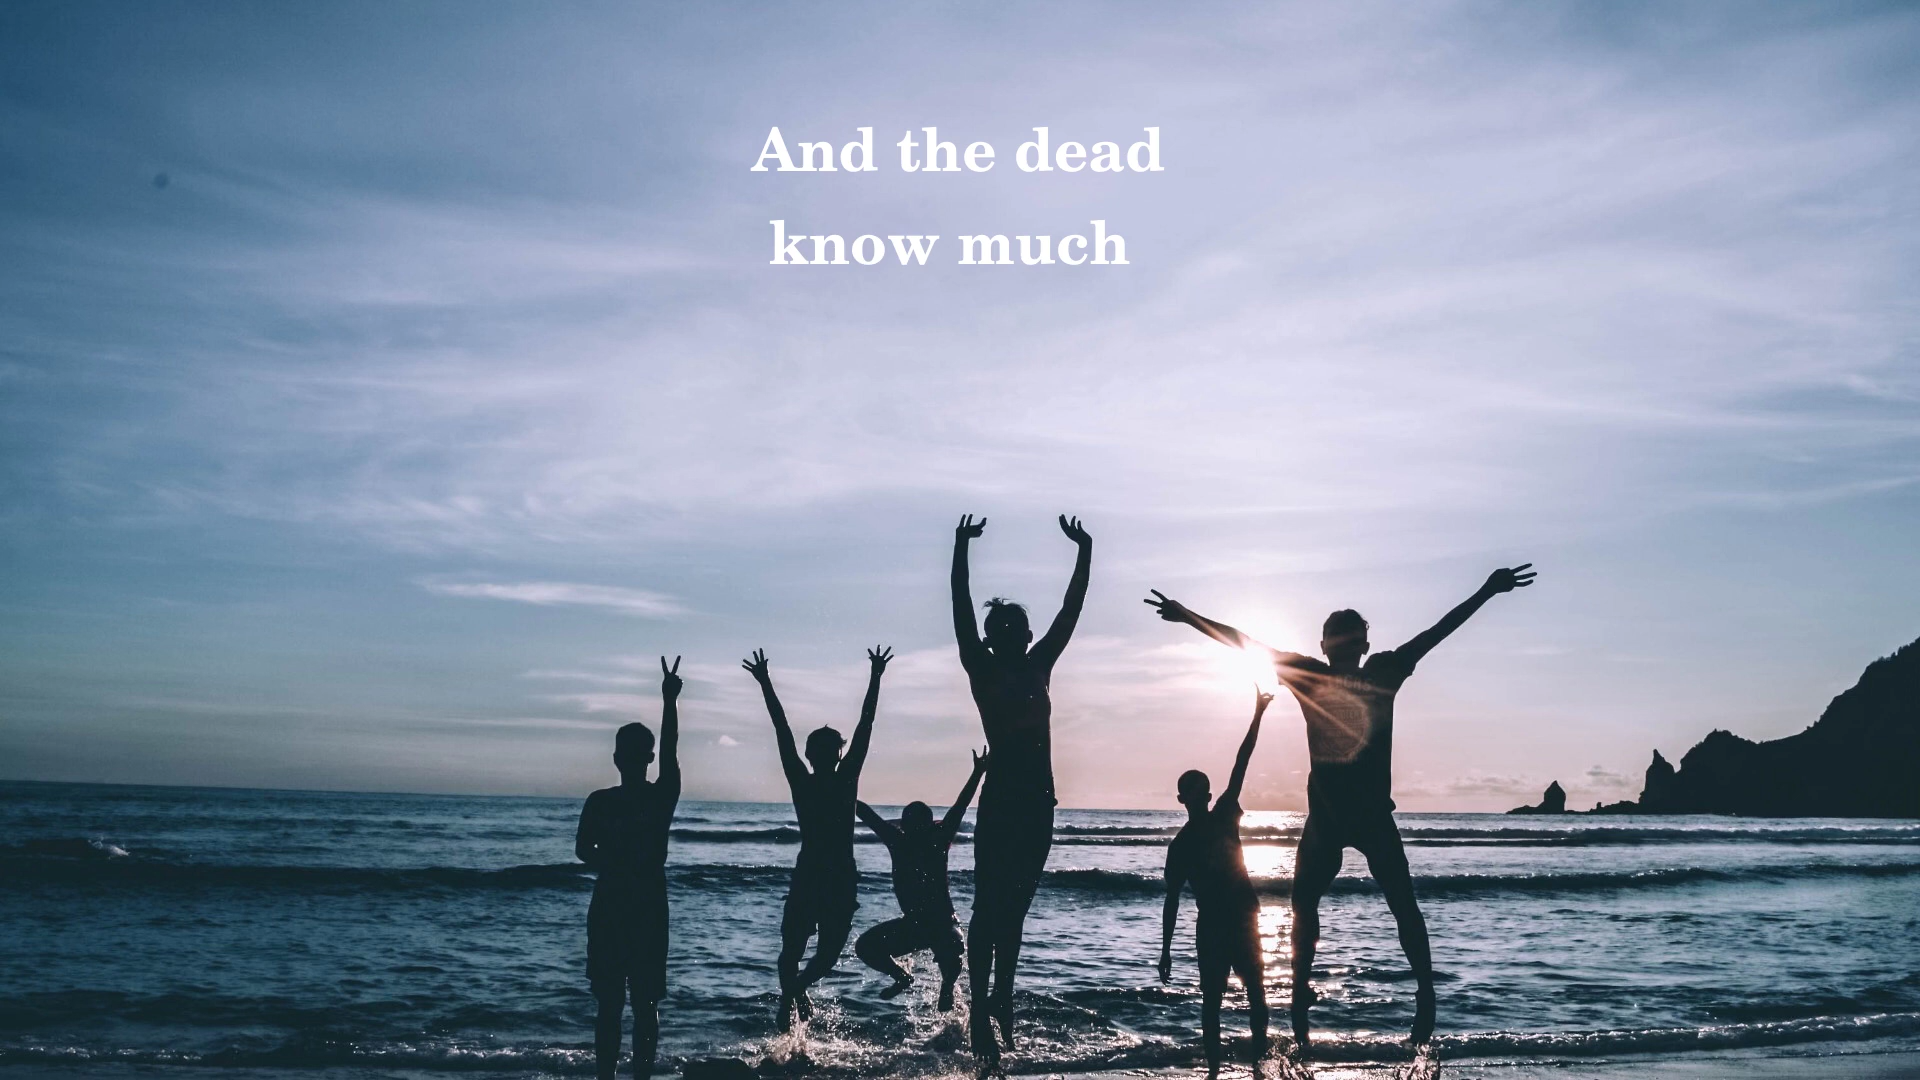 And the dead
know much